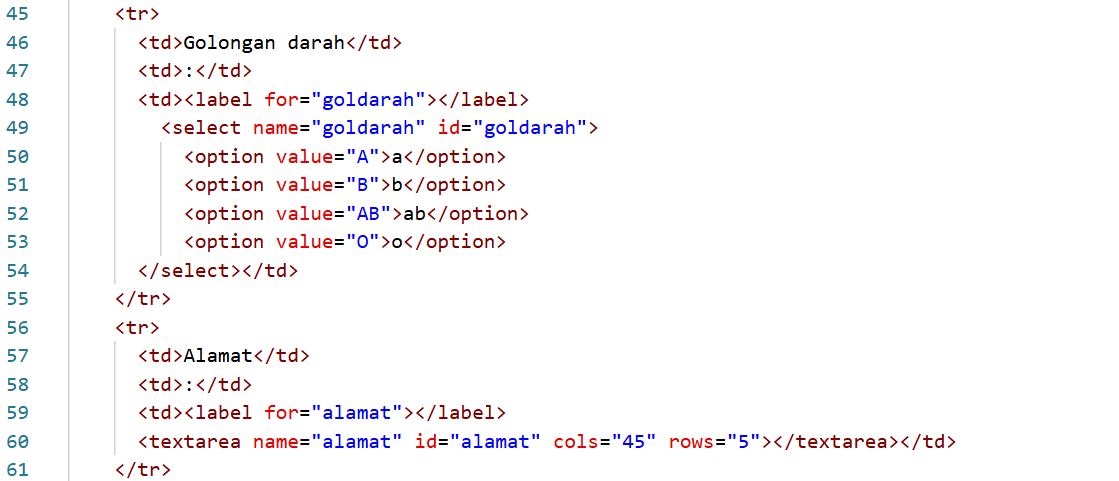 45 <tr>
46 <td>Golongan darah</td>
47 <td>:</td>
48 <td><label for="goldarah"></label>
49 <select name="goldarah" id="goldarah">
50 <option value="A">a</option>
51 <option value="B">b</option>
52 <option value="AB">ab</option>
53 <option value="O">o</option>
54 </select></td>
55 </tr>
56 <tr>
57 <td>Alamat</td>
58 <td>:</td>
59 <td><label for="alamat"></label>
60 <textarea name="alamat" id="alamat" cols="45" rows="5"></textarea></td>
61 </tr>